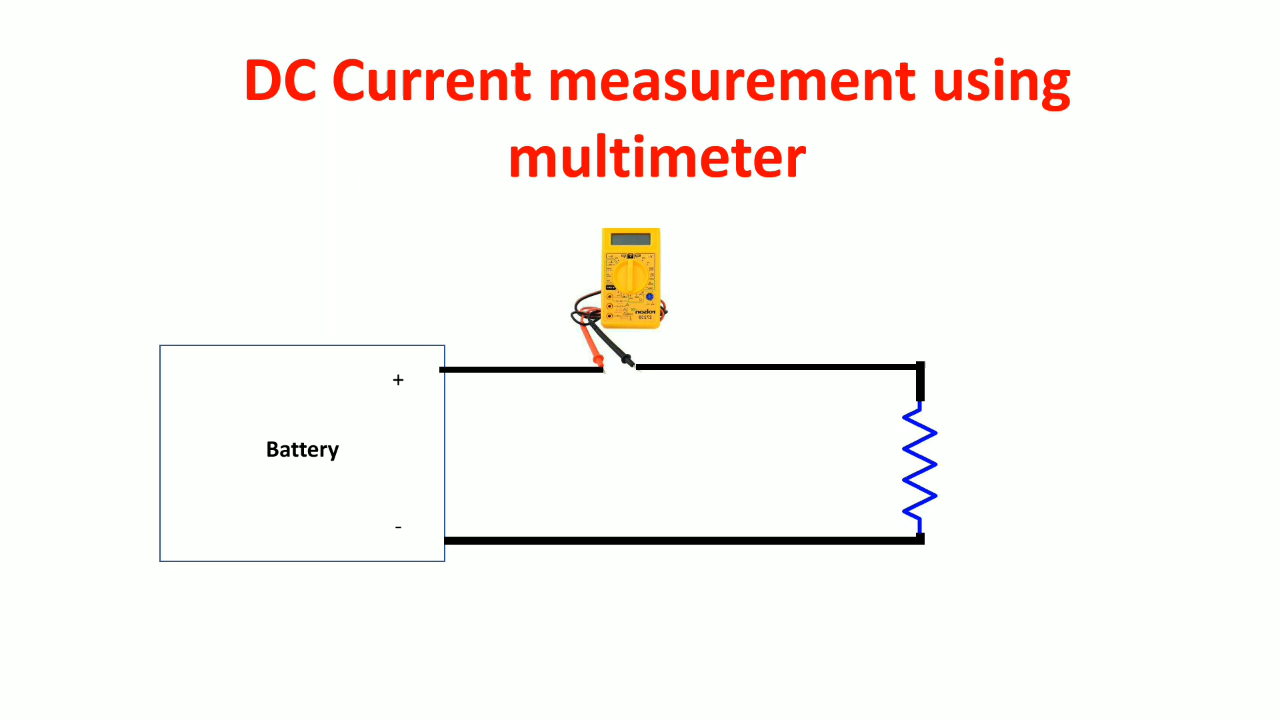 DC Current measurement using
multimeter
+
Battery
-